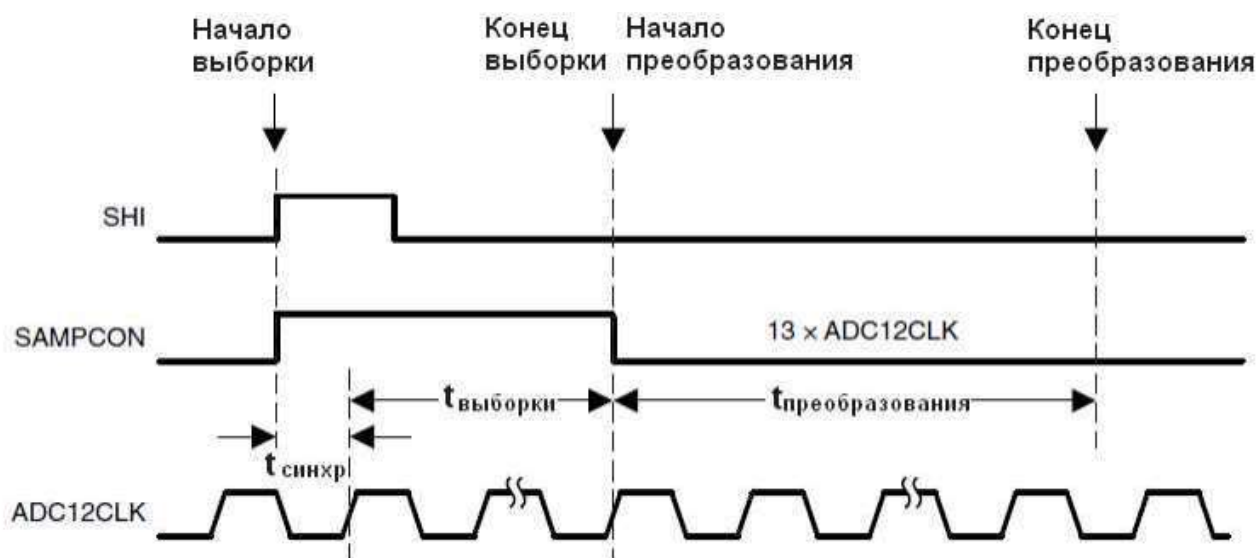 Начало выборки
Конец выборки
Начало преобразования
Конец преобразования
SHI
SAMPCON
13 × ADC12CLK
tвыборки
tпреобразования
tсинхр
ADC12CLK